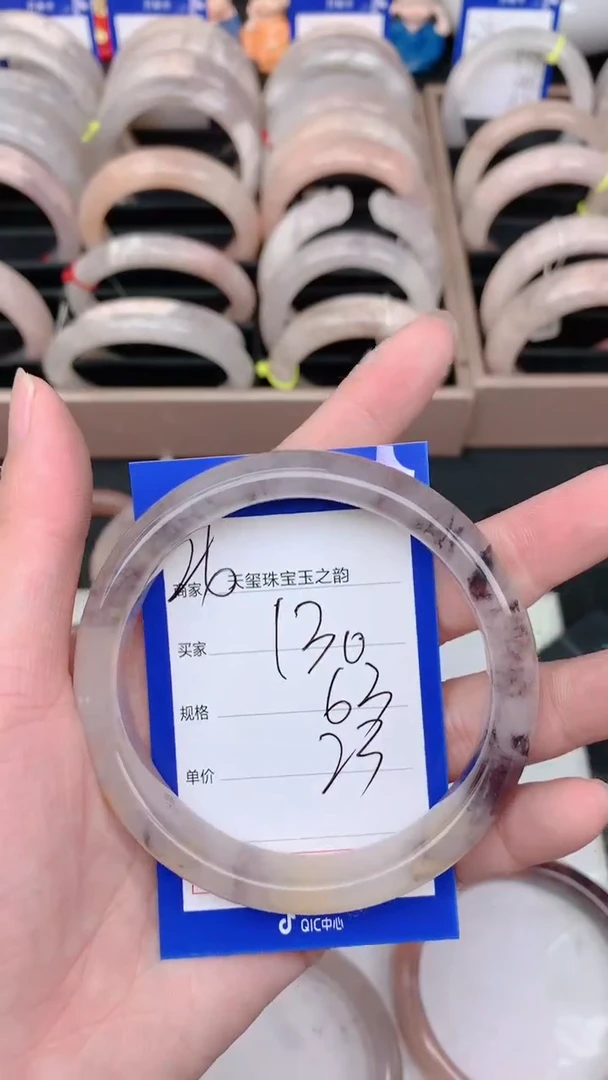 26
商家 天玺珠宝玉之韵
买家 130
规格 63
单价 23
QIC中心